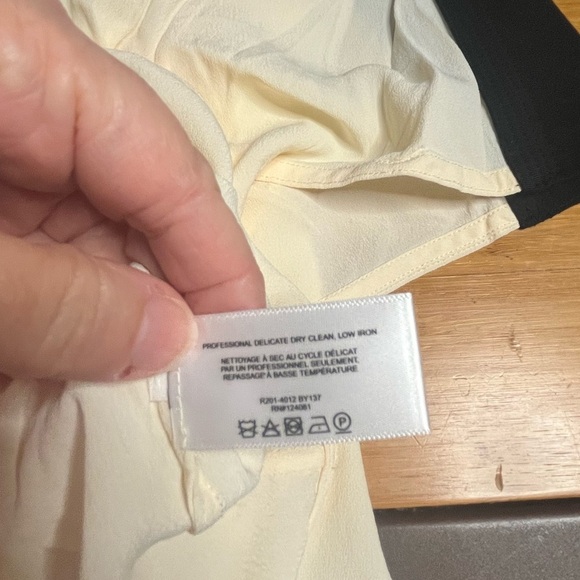 PROFESSIONAL DELICATE DRY CLEAN, LOW IRON
NETTOYAGE À SEC AU CYCLE DÉLICAT
PAR UN PROFESSIONEL SEULEMENT,
REPASSAGE À BASSE TEMPÉRATURE
R201-4012 BY137
RN#124081